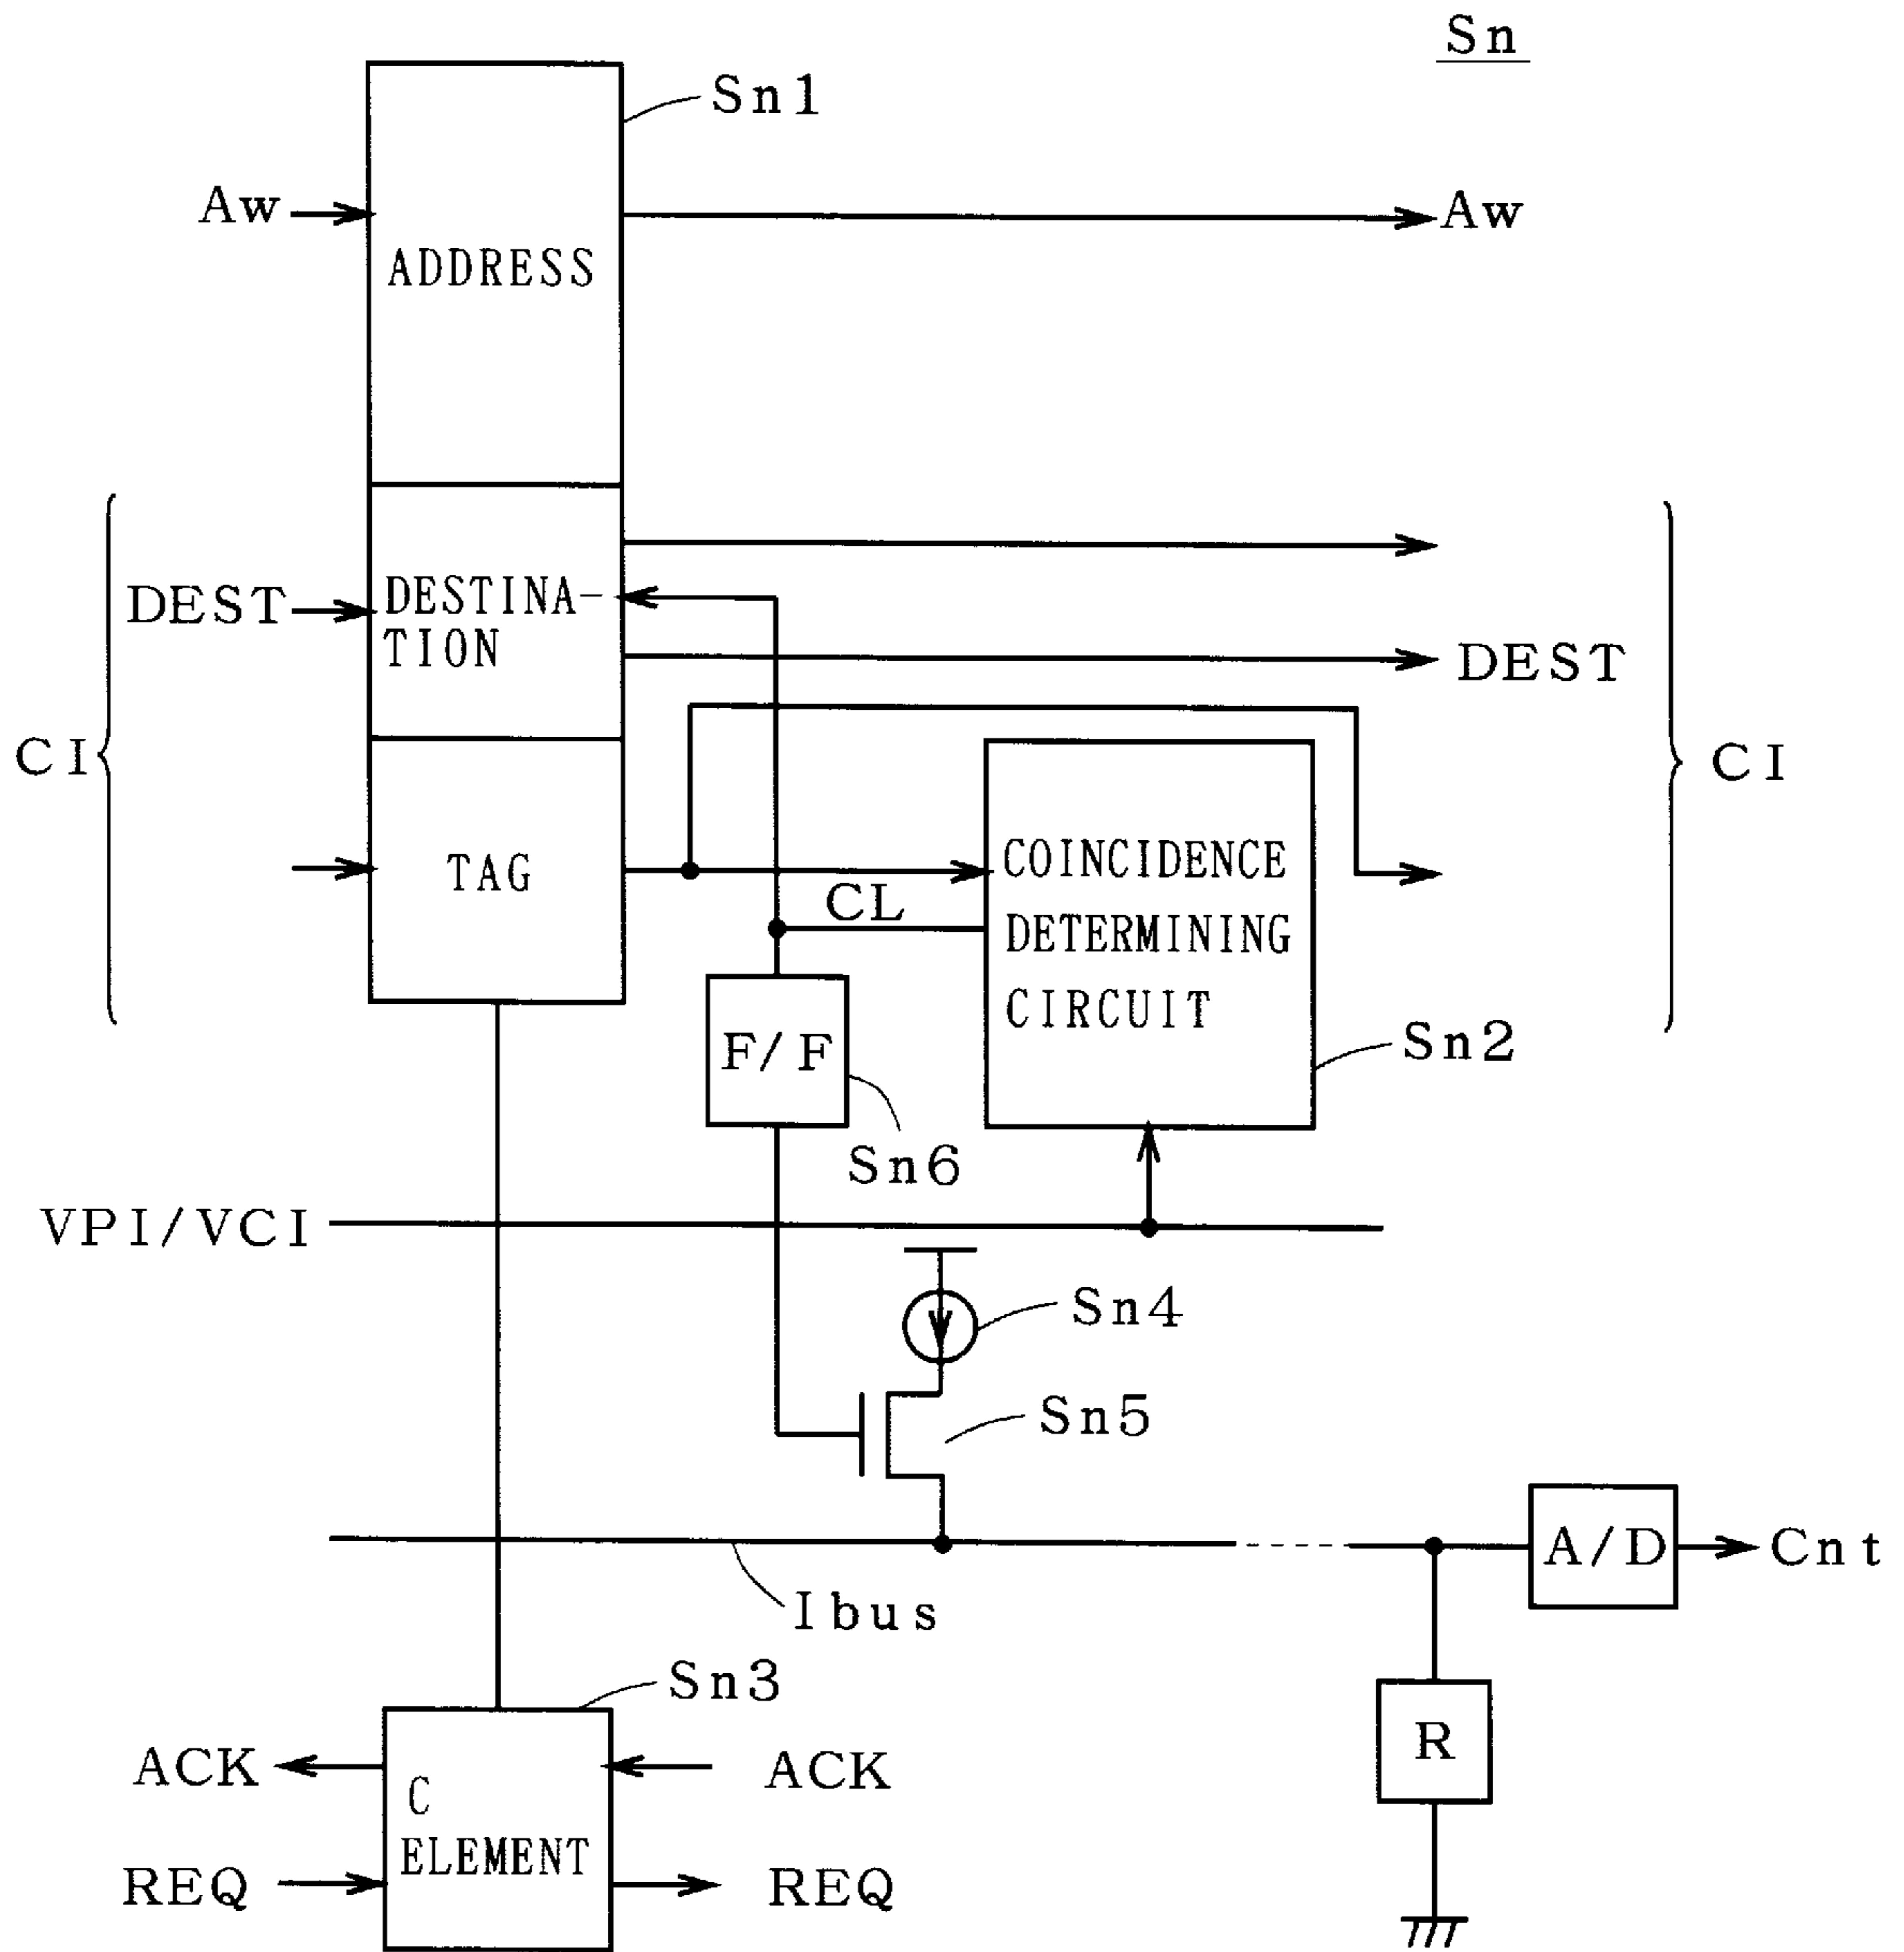 Sn
Sn1
Aw
Aw
ADDRESS
DEST
DESTINA-
TION
DEST
CI
CI
TAG
COINCIDENCE
DETERMINING
CIRCUIT
CL
F/F
Sn2
Sn6
VPI/VCI
Sn4
Sn5
A/D
Cnt
Ibus
Sn3
R
ACK
ACK
C
ELEMENT
REQ
REQ